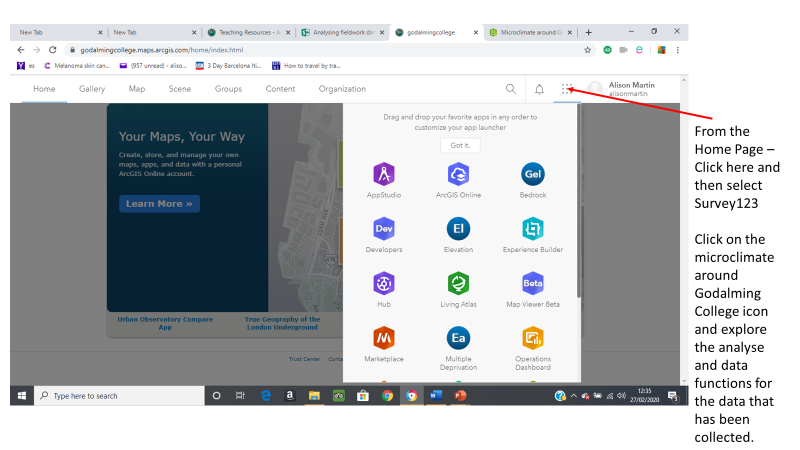 New Tab
New Tab
Teaching Resources - A
Analysing fieldwork dat
godalmingcollege
Microclimate around G
godalmingcollege.maps.arcgis.com/home/index.html
es
Melanoma skin can...
(957 unread) - aliso...
3 Day Barcelona Iti...
How to travel by tra...
Home Gallery Map Scene Groups Content Organization
Alison Martin
alisonmartin
Your Maps, Your Way
Create, store, and manage your own
maps, apps, and data with a personal
ArcGIS Online account.
Learn More »
Urban Observatory Compare
App
True Geography of the
London Underground
Trust Center Conta
Drag and drop your favorite apps in any order to
customize your app launcher
Got it.
AppStudio
ArcGIS Online
GeI
Bedrock
Dev
Developers
El
Elevation
Experience Builder
Hub
Living Atlas
Beta
Map Viewer Beta
Marketplace
Ea
Multiple
Deprivation
Operations
Dashboard
Type here to search
12:35
27/02/2020
From the
Home Page –
Click here and
then select
Survey123
Click on the
microclimate
around
Godalming
College icon
and explore
the analyse
and data
functions for
the data that
has been
collected.